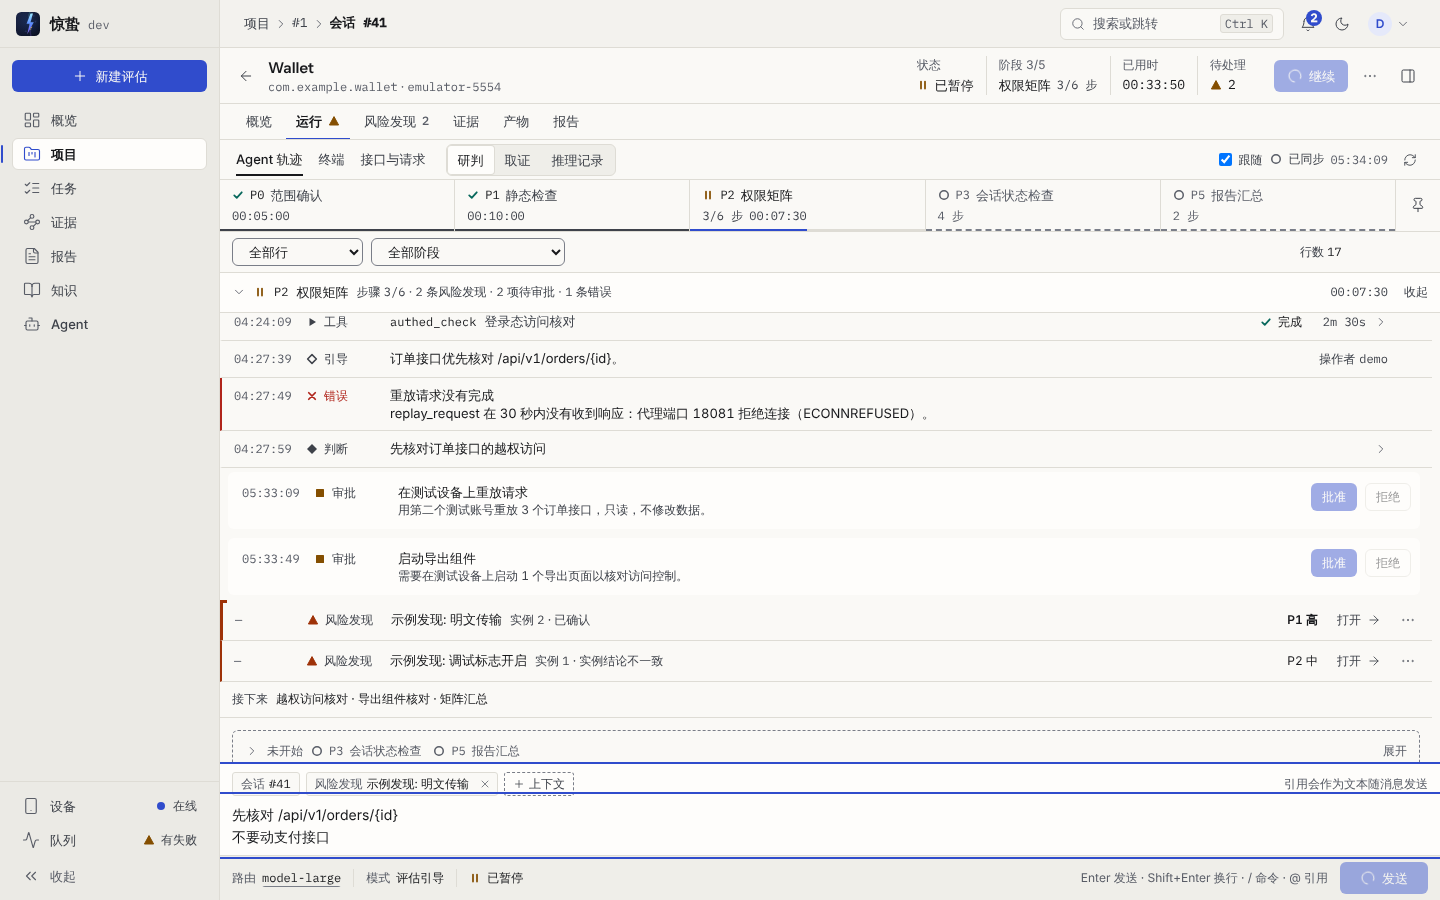 惊蛰 dev
项目 > #1 > 会话 #41
搜索或跳转 Ctrl K
2
D
新建评估
概览
项目
任务
证据
报告
知识
Agent
设备 在线
队列 有失败
收起
Wallet
com.example.wallet · emulator-5554
状态
已暂停
阶段 3/5
权限矩阵 3/6 步
已用时
00:33:50
待处理
2
继续
概览 运行 风险发现 2 证据 产物 报告
Agent 轨迹 终端 接口与请求 研判 取证 推理记录
跟随 已同步 05:34:09
P0 范围确认
00:05:00
P1 静态检查
00:10:00
P2 权限矩阵
3/6 步 00:07:30
P3 会话状态检查
4 步
P5 报告汇总
2 步
全部行 全部阶段 行数 17
P2 权限矩阵 步骤 3/6 · 2 条风险发现 · 2 项待审批 · 1 条错误 00:07:30 收起
04:24:09 工具 authed_check 登录态访问核对 完成 2m 30s
04:27:39 引导 订单接口优先核对 /api/v1/orders/{id}。 操作者 demo
04:27:49 错误 重放请求没有完成
replay_request 在 30 秒内没有收到响应：代理端口 18081 拒绝连接（ECONNREFUSED）。
04:27:59 判断 先核对订单接口的越权访问
05:33:09 审批 在测试设备上重放请求 批准 拒绝
用第二个测试账号重放 3 个订单接口，只读，不修改数据。
05:33:49 审批 启动导出组件 批准 拒绝
需要在测试设备上启动 1 个导出页面以核对访问控制。
— 风险发现 示例发现: 明文传输 实例 2 · 已确认 P1 高 打开
— 风险发现 示例发现: 调试标志开启 实例 1 · 实例结论不一致 P2 中 打开
接下来 越权访问核对 · 导出组件核对 · 矩阵汇总
未开始 P3 会话状态检查 P5 报告汇总 展开
会话 #41 风险发现 示例发现: 明文传输 × + 上下文 引用会作为文本随消息发送
先核对 /api/v1/orders/{id}
不要动支付接口
路由 model-large 模式 评估引导 已暂停 Enter 发送 · Shift+Enter 换行 · / 命令 · @ 引用 发送